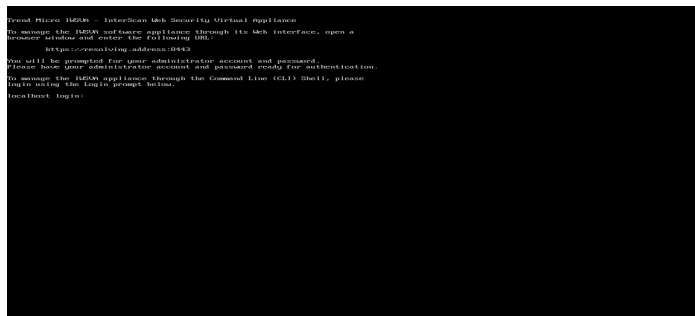 Trend Micro IWSVA - InterScan Web Security Virtual Appliance
To manage the IWSVA software appliance through its Web interface, open a
browser window and enter the following URL:
https://resolving.address:8443
You will be prompted for your administrator account and password.
Please have your administrator account and password ready for authentication.
To manage the IWSVA appliance through the Command Line (CLI) Shell, please
login using the Login prompt below.
localhost login: